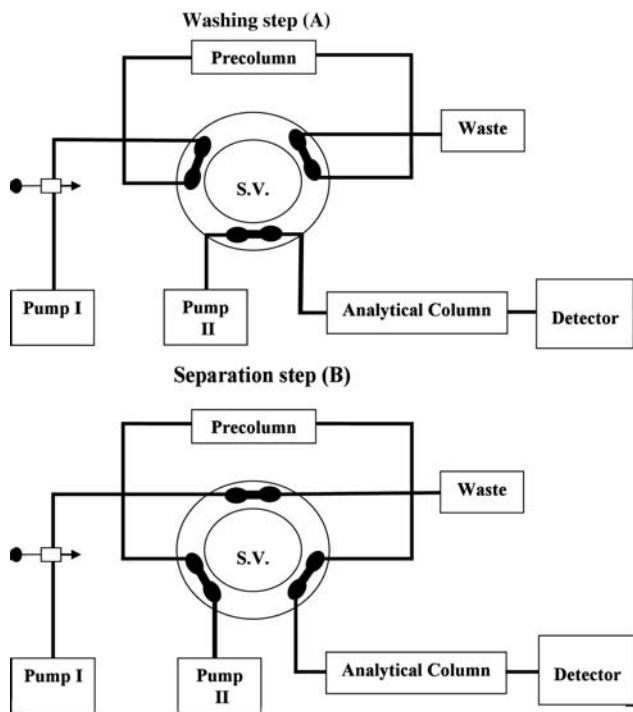 Washing step (A)
Precolumn
Waste
S.V.
Pump I
Pump
II
Analytical Column
Detector
Separation step (B)
Precolumn
Waste
S.V.
Pump I
Pump
II
Analytical Column
Detector